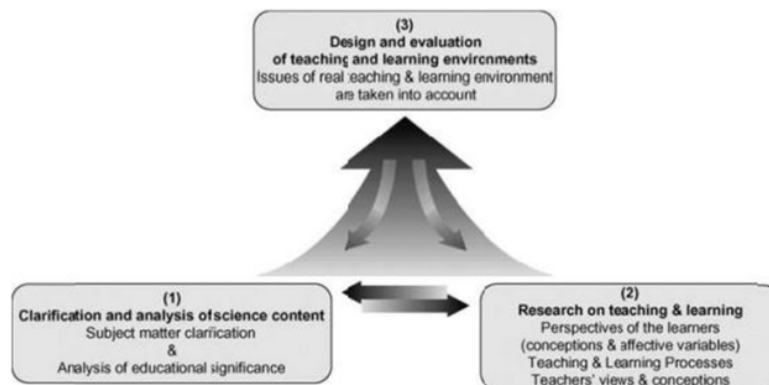 (3)
Design and evaluation
of teaching and learning environments
Issues of real teaching & learning environment
are taken into account
(1)
Clarification and analysis of science content
Subject matter clarification
&
Analysis of educational significance
(2)
Research on teaching & learning
Perspectives of the learners
(conceptions & affective variables)
Teaching & Learning Processes
Teachers' views & conceptions